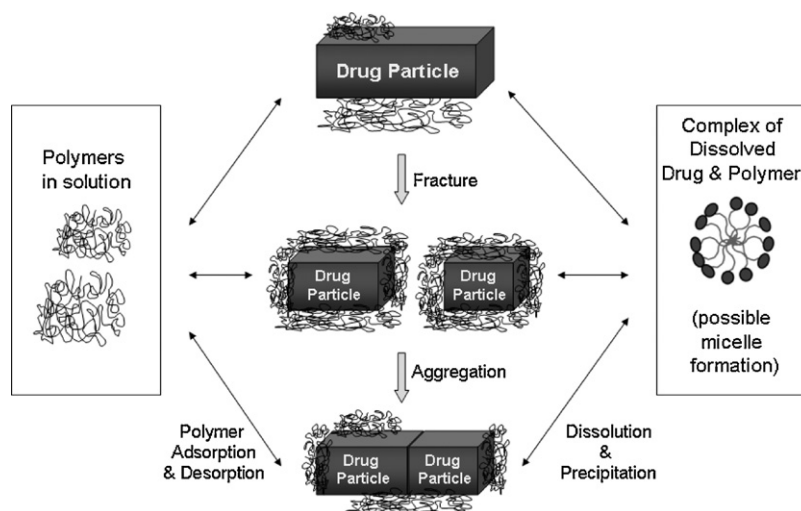 Drug Particle
Polymers
in solution
Complex of
Dissolved
Drug & Polymer
Fracture
Drug
Particle
Drug
Particle
(possible
micelle
formation)
Aggregation
Polymer
Adsorption
& Desorption
Drug
Particle
Drug
Particle
Dissolution
&
Precipitation